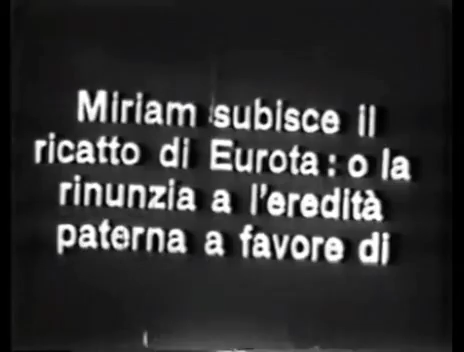 Miriam subisce il
ricatto di Eurota: o la
rinunzia a l'eredità
paterna a favore di